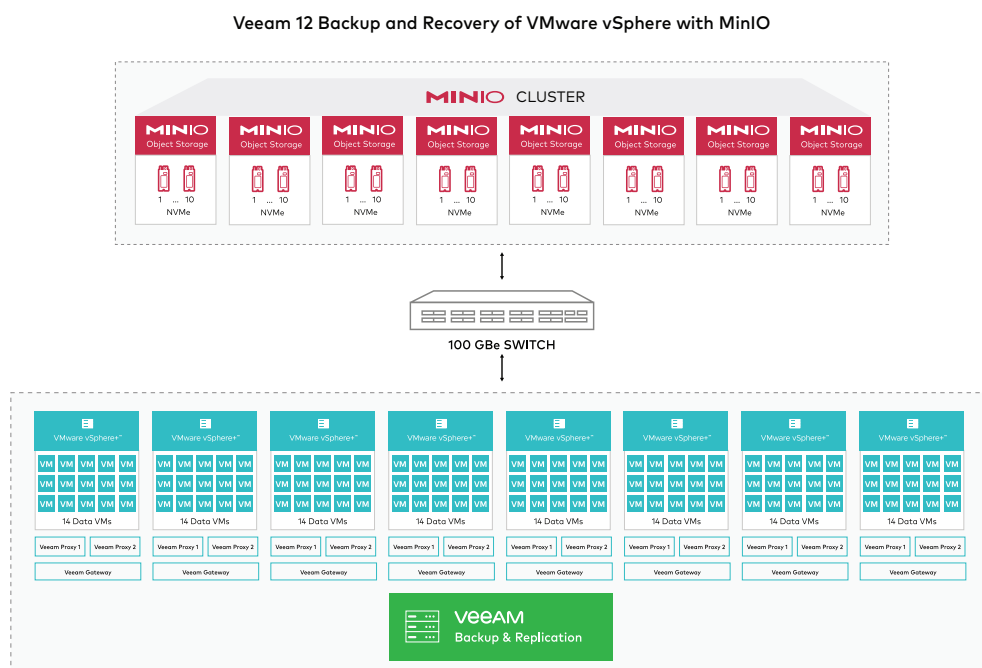 Veeam 12 Backup and Recovery of VMware vSphere with MinIO
MINIO CLUSTER
MINIO MINIO MINIO MINIO MINIO MINIO MINIO MINIO
Object Storage Object Storage Object Storage Object Storage Object Storage Object Storage Object Storage Object Storage
1 ... 10 1 ... 10 1 ... 10 1 ... 10 1 ... 10 1 ... 10 1 ... 10 1 ... 10
NVMe NVMe NVMe NVMe NVMe NVMe NVMe NVMe
100 GBe SWITCH
VMware vSphere+™ VMware vSphere+™ VMware vSphere+™ VMware vSphere+™ VMware vSphere+™ VMware vSphere+™ VMware vSphere+™ VMware vSphere+™
VM VM VM VM VM VM VM VM VM VM VM VM VM VM VM VM VM VM VM VM VM VM VM VM VM VM VM VM VM VM VM VM VM VM VM VM VM VM VM VM
VM VM VM VM VM VM VM VM VM VM VM VM VM VM VM VM VM VM VM VM VM VM VM VM VM VM VM VM VM VM VM VM VM VM VM VM VM VM VM VM
VM VM VM VM VM VM VM VM VM VM VM VM VM VM VM VM VM VM VM VM VM VM VM VM VM VM VM VM VM VM VM VM VM VM VM VM VM VM VM VM
14 Data VMs 14 Data VMs 14 Data VMs 14 Data VMs 14 Data VMs 14 Data VMs 14 Data VMs 14 Data VMs
Veeam Proxy 1 Veeam Proxy 2 Veeam Proxy 1 Veeam Proxy 2 Veeam Proxy 1 Veeam Proxy 2 Veeam Proxy 1 Veeam Proxy 2 Veeam Proxy 1 Veeam Proxy 2 Veeam Proxy 1 Veeam Proxy 2 Veeam Proxy 1 Veeam Proxy 2 Veeam Proxy 1 Veeam Proxy 2
Veeam Gateway Veeam Gateway Veeam Gateway Veeam Gateway Veeam Gateway Veeam Gateway Veeam Gateway Veeam Gateway
veeAM
Backup & Replication